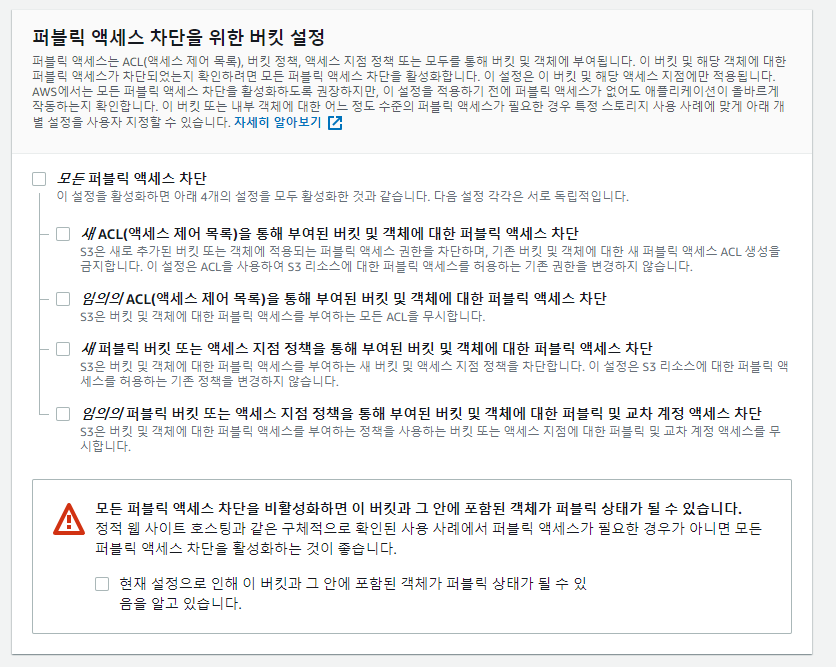 퍼블릭 액세스 차단을 위한 버킷 설정
퍼블릭 액세스는 ACL(액세스 제어 목록), 버킷 정책, 액세스 지점 정책 또는 모두를 통해 버킷 및 객체에 부여됩니다. 이 버킷 및 해당 객체에 대한
퍼블릭 액세스가 차단되었는지 확인하려면 모든 퍼블릭 액세스 차단을 활성화합니다. 이 설정은 이 버킷 및 해당 액세스 지점에만 적용됩니다.
AWS에서는 모든 퍼블릭 액세스 차단을 활성화하도록 권장하지만, 이 설정을 적용하기 전에 퍼블릭 액세스가 없어도 애플리케이션이 올바르게
작동하는지 확인합니다. 이 버킷 또는 내부 객체에 대한 어느 정도 수준의 퍼블릭 액세스가 필요한 경우 특정 스토리지 사용 사례에 맞게 아래 개
별 설정을 사용자 지정할 수 있습니다. 자세히 알아보기
모든 퍼블릭 액세스 차단
이 설정을 활성화하면 아래 4개의 설정을 모두 활성화한 것과 같습니다. 다음 설정 각각은 서로 독립적입니다.
새 ACL(액세스 제어 목록)을 통해 부여된 버킷 및 객체에 대한 퍼블릭 액세스 차단
S3은 새로 추가된 버킷 또는 객체에 적용되는 퍼블릭 액세스 권한을 차단하며, 기존 버킷 및 객체에 대한 새 퍼블릭 액세스 ACL 생성을
금지합니다. 이 설정은 ACL을 사용하여 S3 리소스에 대한 퍼블릭 액세스를 허용하는 기존 권한을 변경하지 않습니다.
임의의 ACL(액세스 제어 목록)을 통해 부여된 버킷 및 객체에 대한 퍼블릭 액세스 차단
S3은 버킷 및 객체에 대한 퍼블릭 액세스를 부여하는 모든 ACL을 무시합니다.
새 퍼블릭 버킷 또는 액세스 지점 정책을 통해 부여된 버킷 및 객체에 대한 퍼블릭 액세스 차단
S3은 버킷 및 객체에 대한 퍼블릭 액세스를 부여하는 새 버킷 및 액세스 지점 정책을 차단합니다. 이 설정은 S3 리소스에 대한 퍼블릭 액
세스를 허용하는 기존 정책을 변경하지 않습니다.
임의의 퍼블릭 버킷 또는 액세스 지점 정책을 통해 부여된 버킷 및 객체에 대한 퍼블릭 및 교차 계정 액세스 차단
S3은 버킷 및 객체에 대한 퍼블릭 액세스를 부여하는 정책을 사용하는 버킷 또는 액세스 지점에 대한 퍼블릭 및 교차 계정 액세스를 무
시합니다.
모든 퍼블릭 액세스 차단을 비활성화하면 이 버킷과 그 안에 포함된 객체가 퍼블릭 상태가 될 수 있습니다.
정적 웹 사이트 호스팅과 같은 구체적으로 확인된 사용 사례에서 퍼블릭 액세스가 필요한 경우가 아니면 모든
퍼블릭 액세스 차단을 활성화하는 것이 좋습니다.
현재 설정으로 인해 이 버킷과 그 안에 포함된 객체가 퍼블릭 상태가 될 수 있
음을 알고 있습니다.